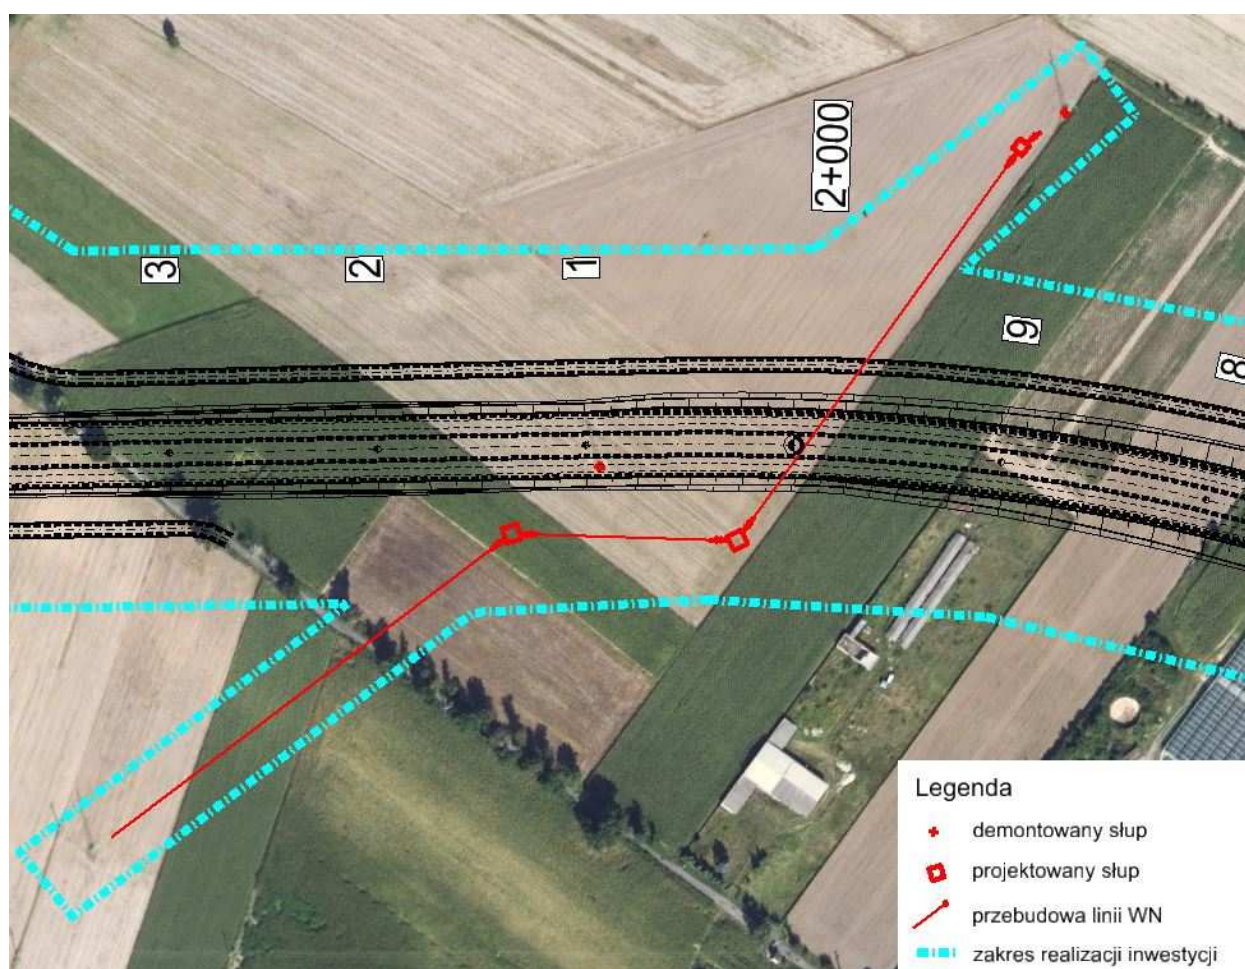 2+000
3
2
1
9
8
Legenda
demontowany słup
projektowany słup
przebudowa linii WN
zakres realizacji inwestycji